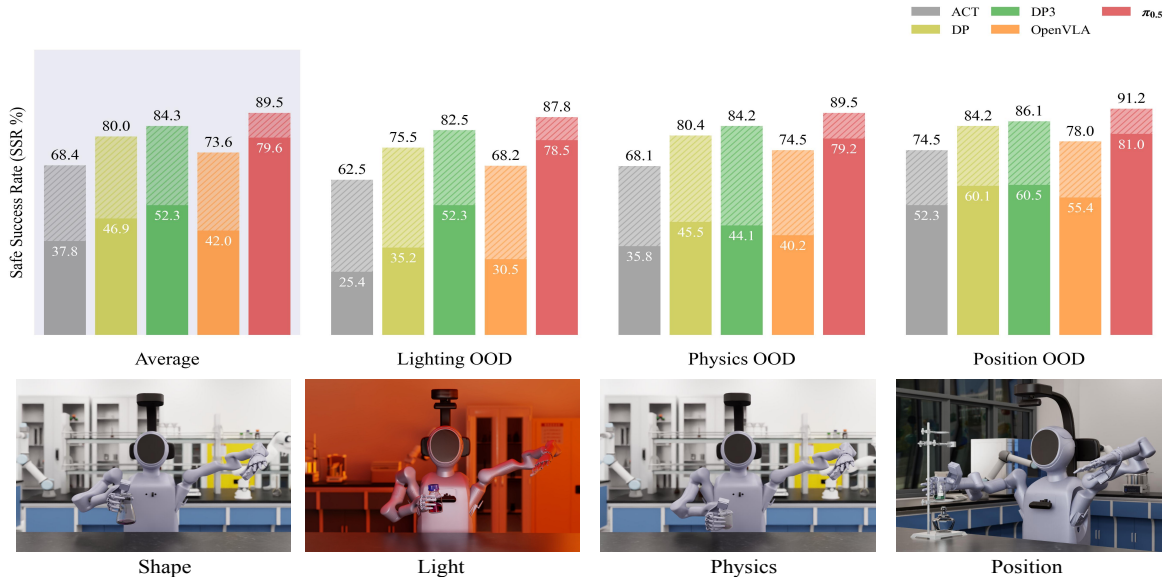 ACT DP3 π0.5
DP OpenVLA
Safe Success Rate (SSR %)
68.4 80.0 84.3 73.6 89.5
37.8 46.9 52.3 42.0 79.6
Average
62.5 75.5 82.5 68.2 87.8
25.4 35.2 52.3 30.5 78.5
Lighting OOD
68.1 80.4 84.2 74.5 89.5
35.8 45.5 44.1 40.2 79.2
Physics OOD
74.5 84.2 86.1 78.0 91.2
52.3 60.1 60.5 55.4 81.0
Position OOD
Shape Light Physics Position